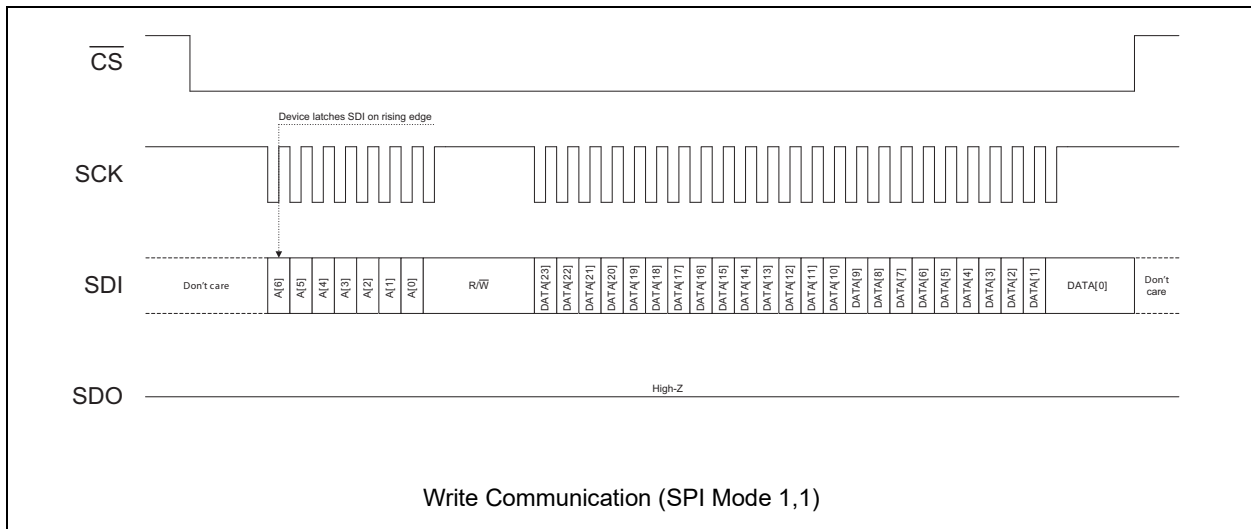 CS
Device latches SDI on rising edge
SCK
SDI
Don't care
A[6]
A[5]
A[4]
A[3]
A[2]
A[1]
A[0]
R/W
DATA[23]
DATA[22]
DATA[21]
DATA[20]
DATA[19]
DATA[18]
DATA[17]
DATA[16]
DATA[15]
DATA[14]
DATA[13]
DATA[12]
DATA[11]
DATA[10]
DATA[9]
DATA[8]
DATA[7]
DATA[6]
DATA[5]
DATA[4]
DATA[3]
DATA[2]
DATA[1]
DATA[0]
Don't
care
SDO
High-Z
Write Communication (SPI Mode 1,1)